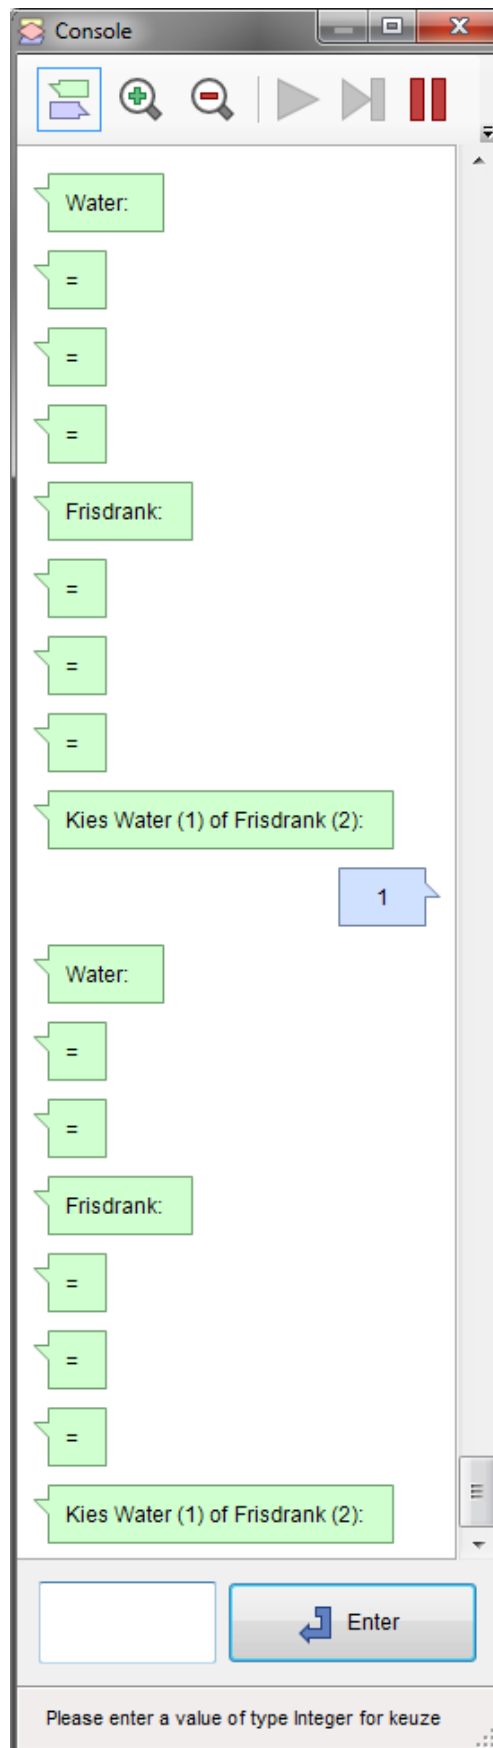 Console
Water:
=
=
=
Frisdrank:
=
=
=
Kies Water (1) of Frisdrank (2):
1
Water:
=
=
Frisdrank:
=
=
=
Kies Water (1) of Frisdrank (2):
Enter
Please enter a value of type Integer for keuze